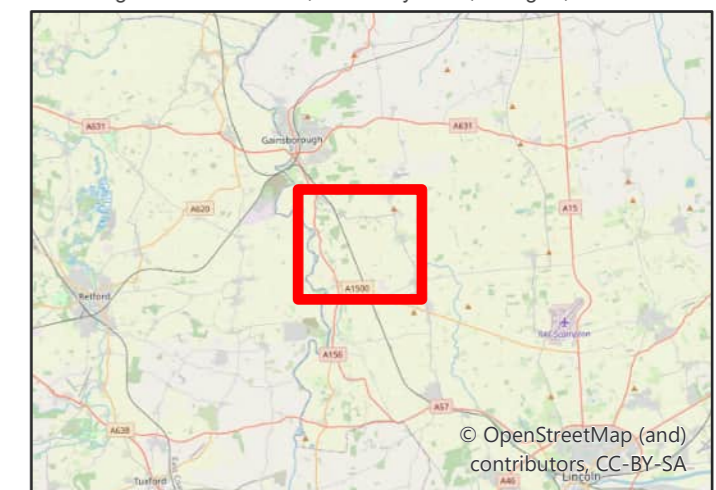 A631
Gainsborough
A631
A620
A15
A1500
Retford
RAF Scampton
A156
A57
A638
© OpenStreetMap (and)
contributors, CC-BY-SA
Tuxford
A46
Lincoln